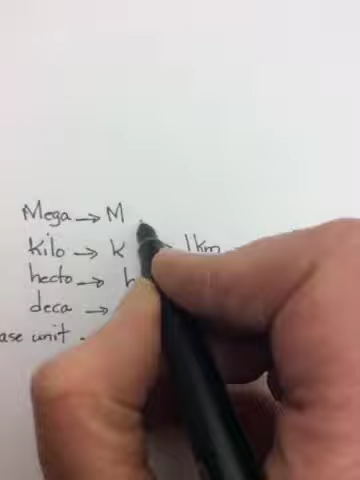 Mega → M
kilo → k → 1km →
hecto → h
deca →
ase unit